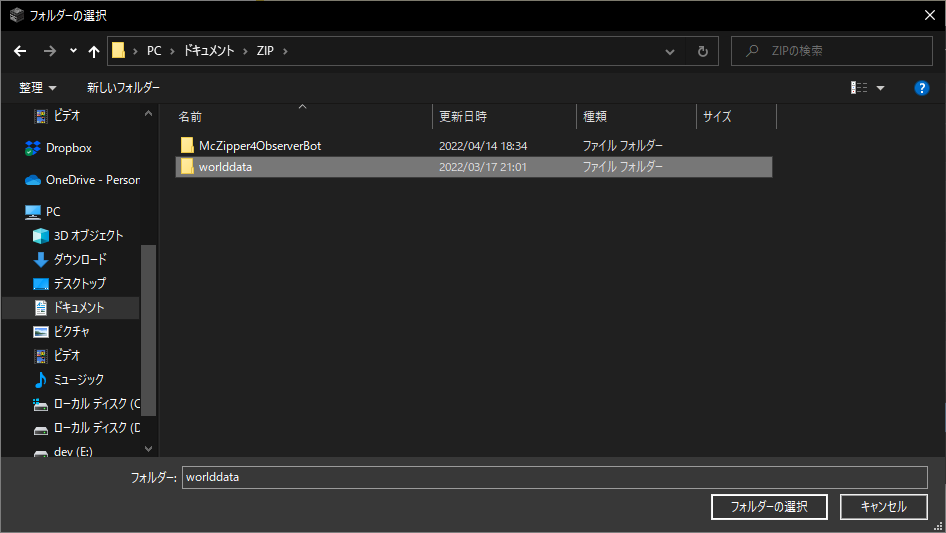 フォルダーの選択
PC › ドキュメント › ZIP ›
ZIPの検索
整理
新しいフォルダー
?
ビデオ
Dropbox
OneDrive - Person
PC
3D オブジェクト
ダウンロード
デスクトップ
ドキュメント
ピクチャ
ビデオ
ミュージック
ローカル ディスク (C
ローカル ディスク (D
dev (E:)
名前 更新日時 種類 サイズ
McZipper4ObserverBot 2022/04/14 18:34 ファイル フォルダー
worlddata 2022/03/17 21:01 ファイル フォルダー
フォルダー: worlddata
フォルダーの選択 キャンセル